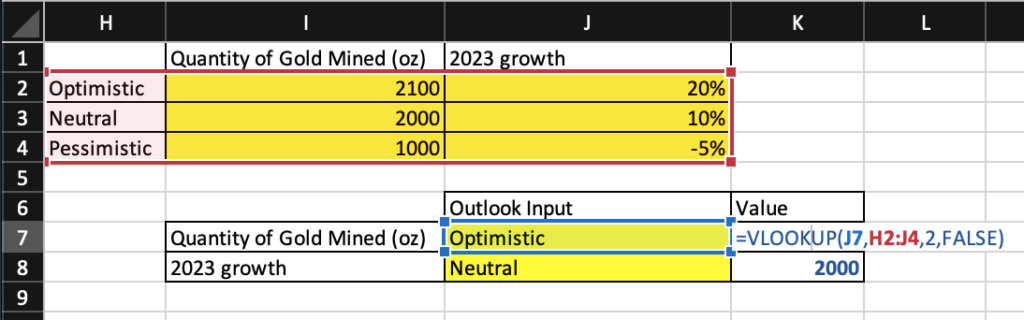 H I J K L
1 Quantity of Gold Mined (oz) 2023 growth
2 Optimistic 2100 20%
3 Neutral 2000 10%
4 Pessimistic 1000 -5%
5
6 Outlook Input Value
7 Quantity of Gold Mined (oz) Optimistic =VLOOKUP(J7,H2:J4,2,FALSE)
8 2023 growth Neutral 2000
9